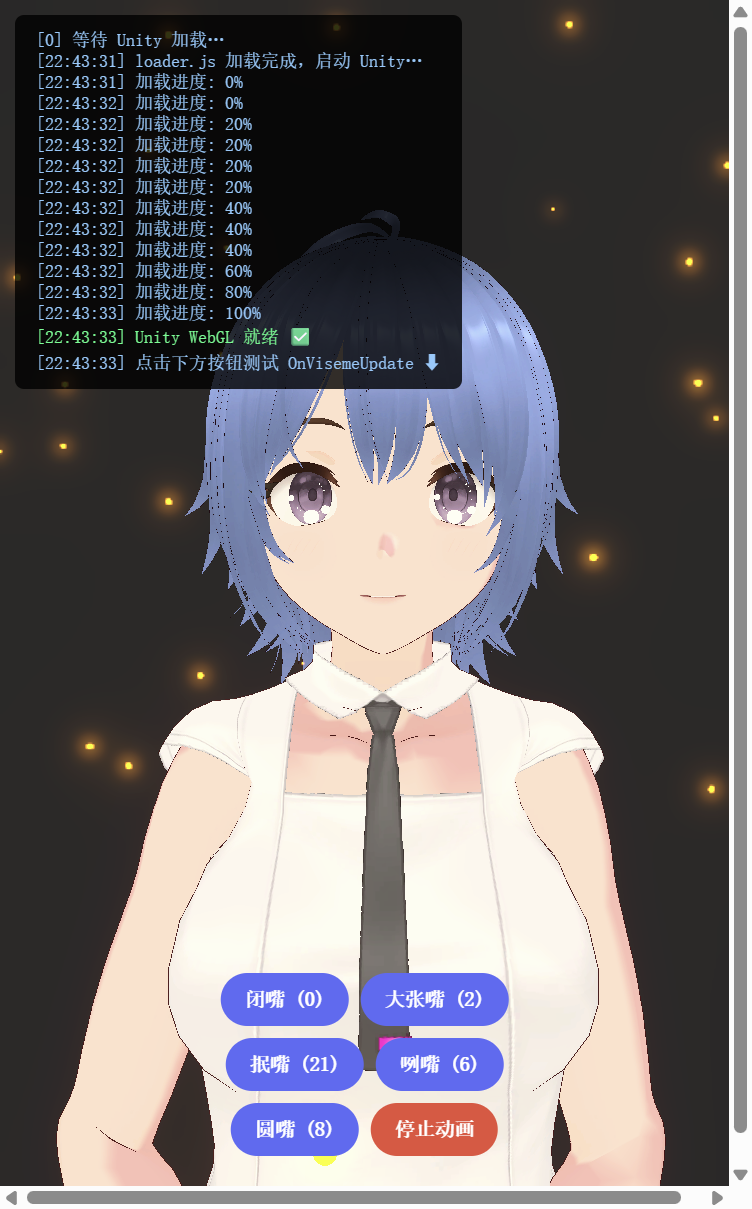 [0] 等待 Unity 加载…
[22:43:31] loader.js 加载完成，启动 Unity…
[22:43:31] 加载进度: 0%
[22:43:32] 加载进度: 0%
[22:43:32] 加载进度: 20%
[22:43:32] 加载进度: 20%
[22:43:32] 加载进度: 20%
[22:43:32] 加载进度: 20%
[22:43:32] 加载进度: 40%
[22:43:32] 加载进度: 40%
[22:43:32] 加载进度: 40%
[22:43:32] 加载进度: 60%
[22:43:32] 加载进度: 80%
[22:43:33] 加载进度: 100%
[22:43:33] Unity WebGL 就绪 ✅
[22:43:33] 点击下方按钮测试 OnVisemeUpdate ⬇
闭嘴 (0) 大张嘴 (2)
抿嘴 (21) 咧嘴 (6)
圆嘴 (8) 停止动画